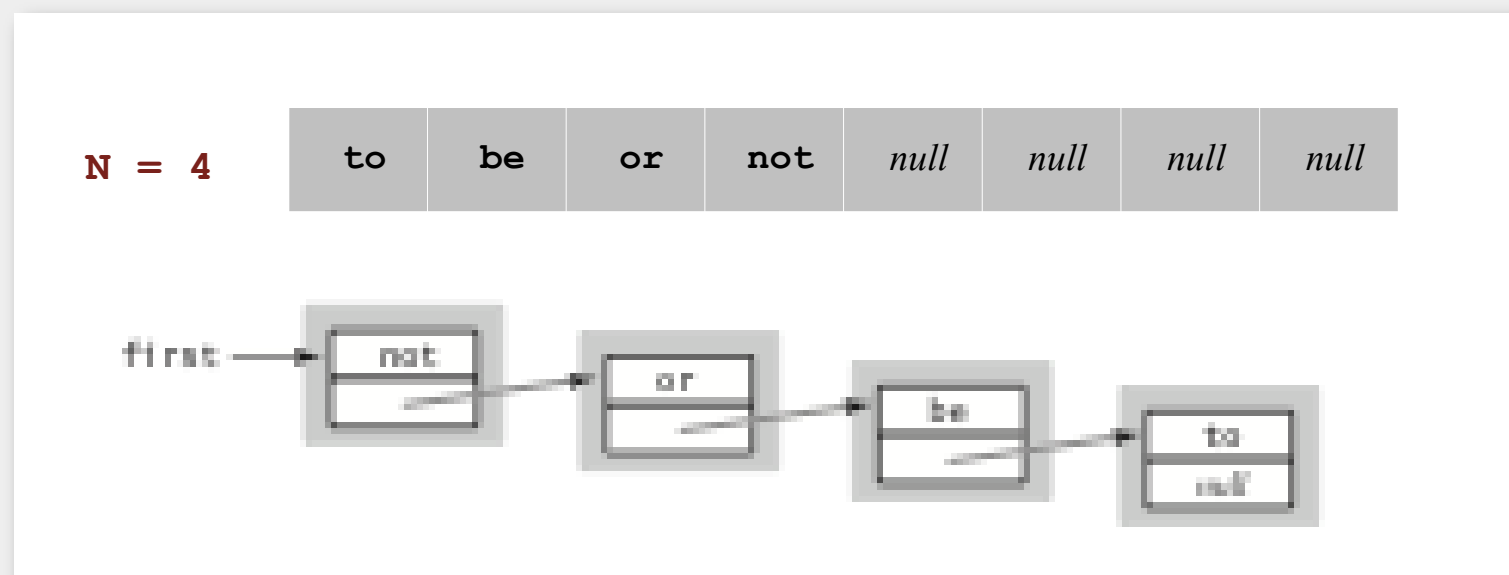 N = 4 to be or not null null null null
first not
or
be
to
null